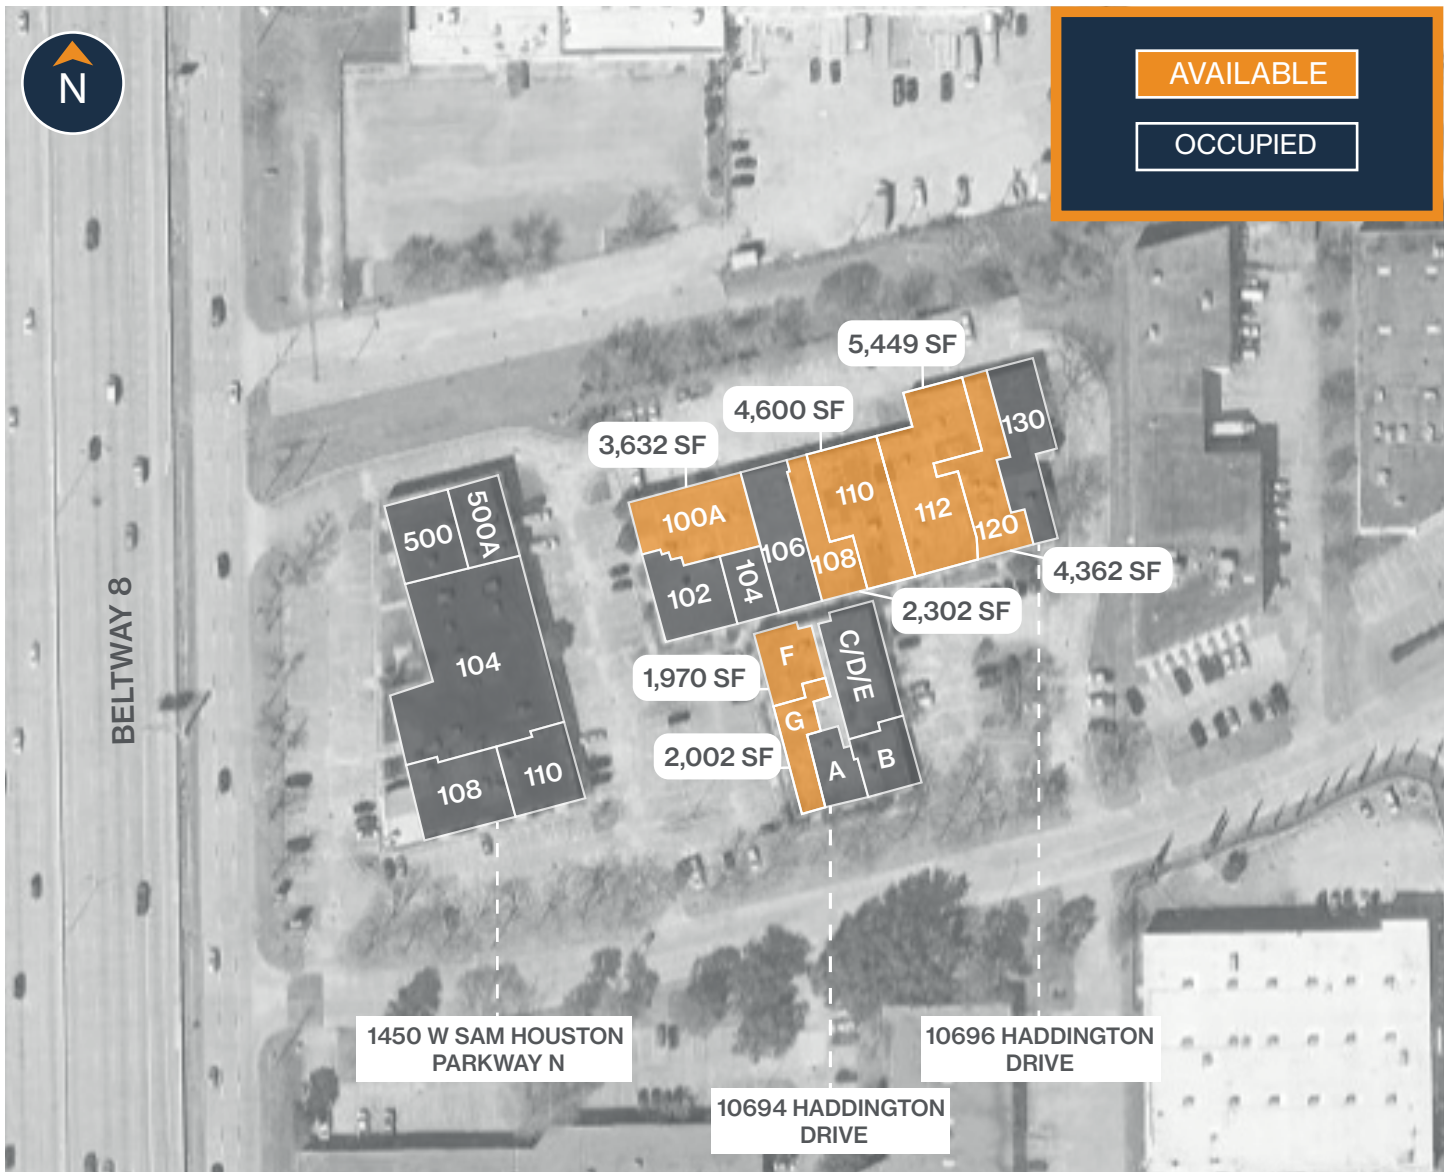 N
AVAILABLE
OCCUPIED
BELTWAY 8
5,449 SF
4,600 SF
3,632 SF
130
110
112
120
100A
106
108
102
104
4,362 SF
2,302 SF
500
500A
104
108
110
F
C/D/E
1,970 SF
G
2,002 SF
A
B
1450 W SAM HOUSTON
PARKWAY N
10696 HADDINGTON
DRIVE
10694 HADDINGTON
DRIVE